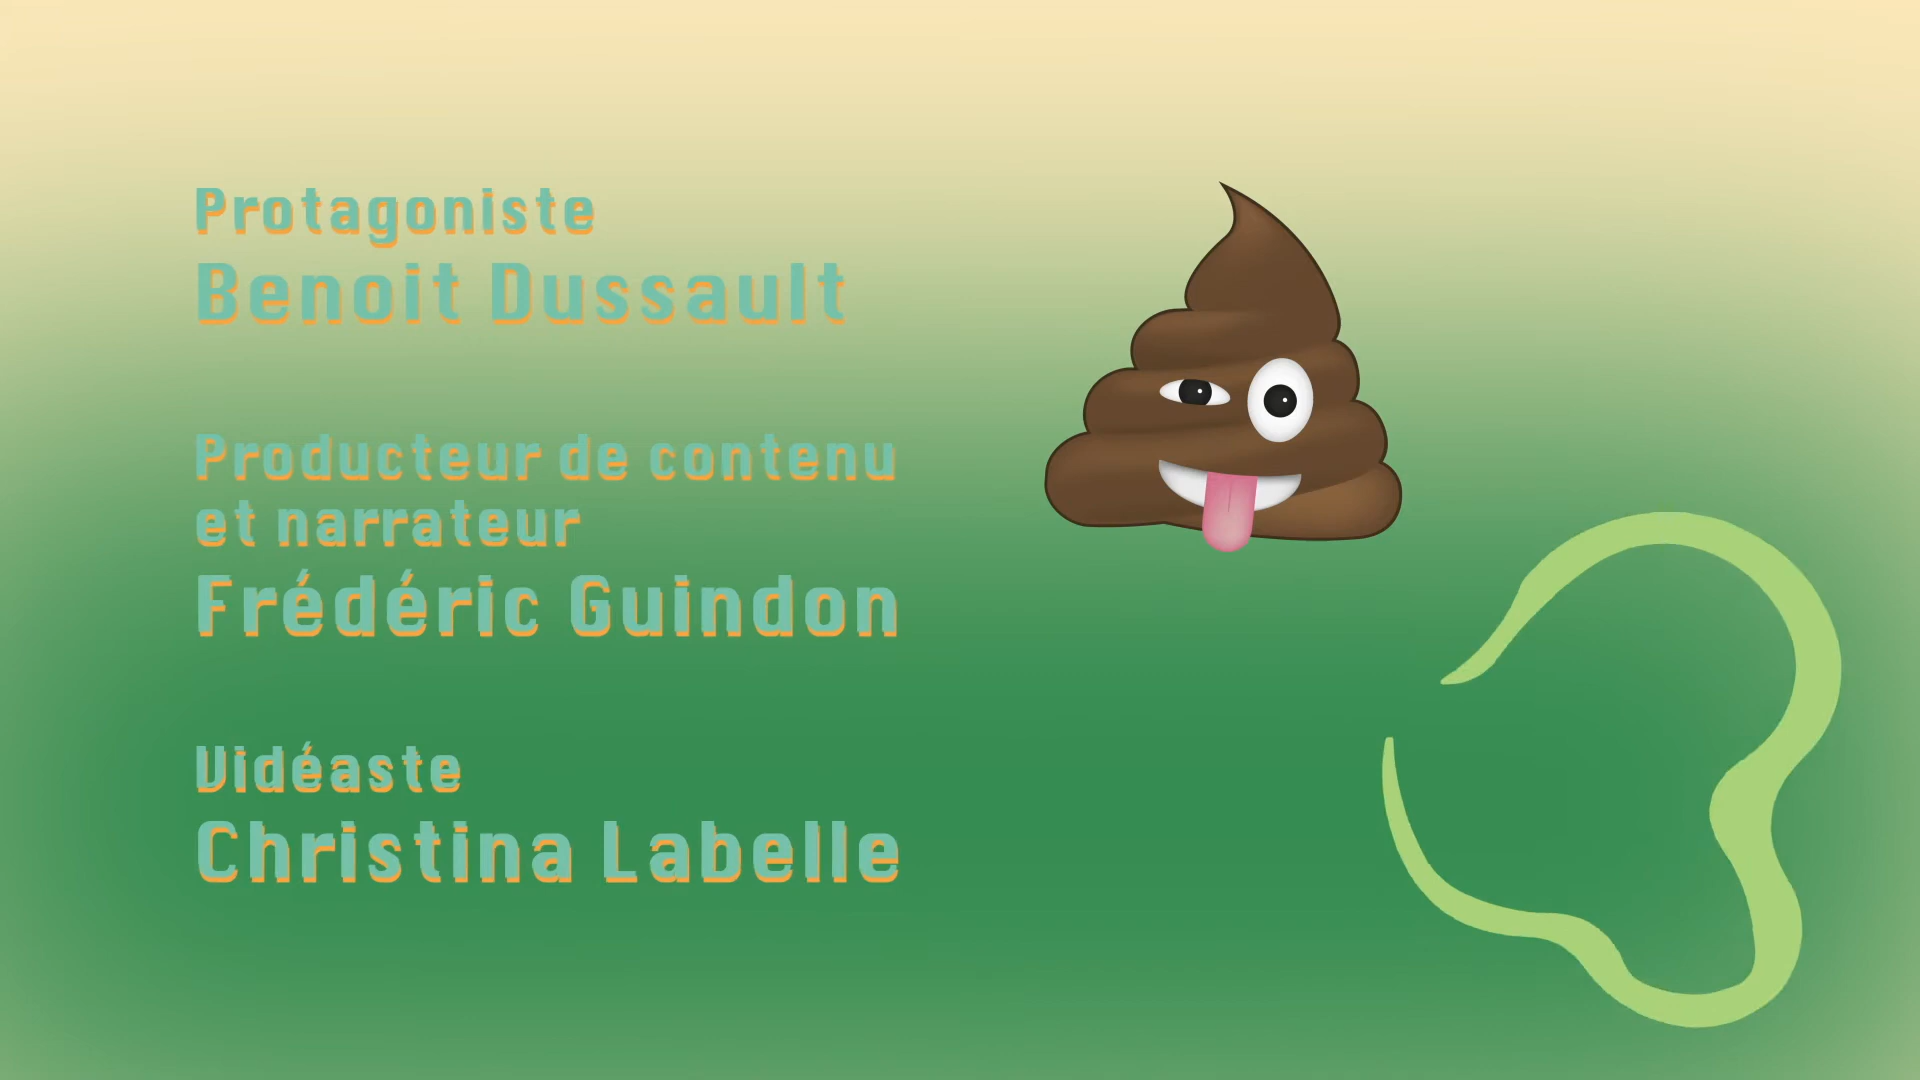 Protagoniste
Benoit Dussault
Producteur de contenu
et narrateur
Frédéric Guindon
Vidéaste
Christina Labelle